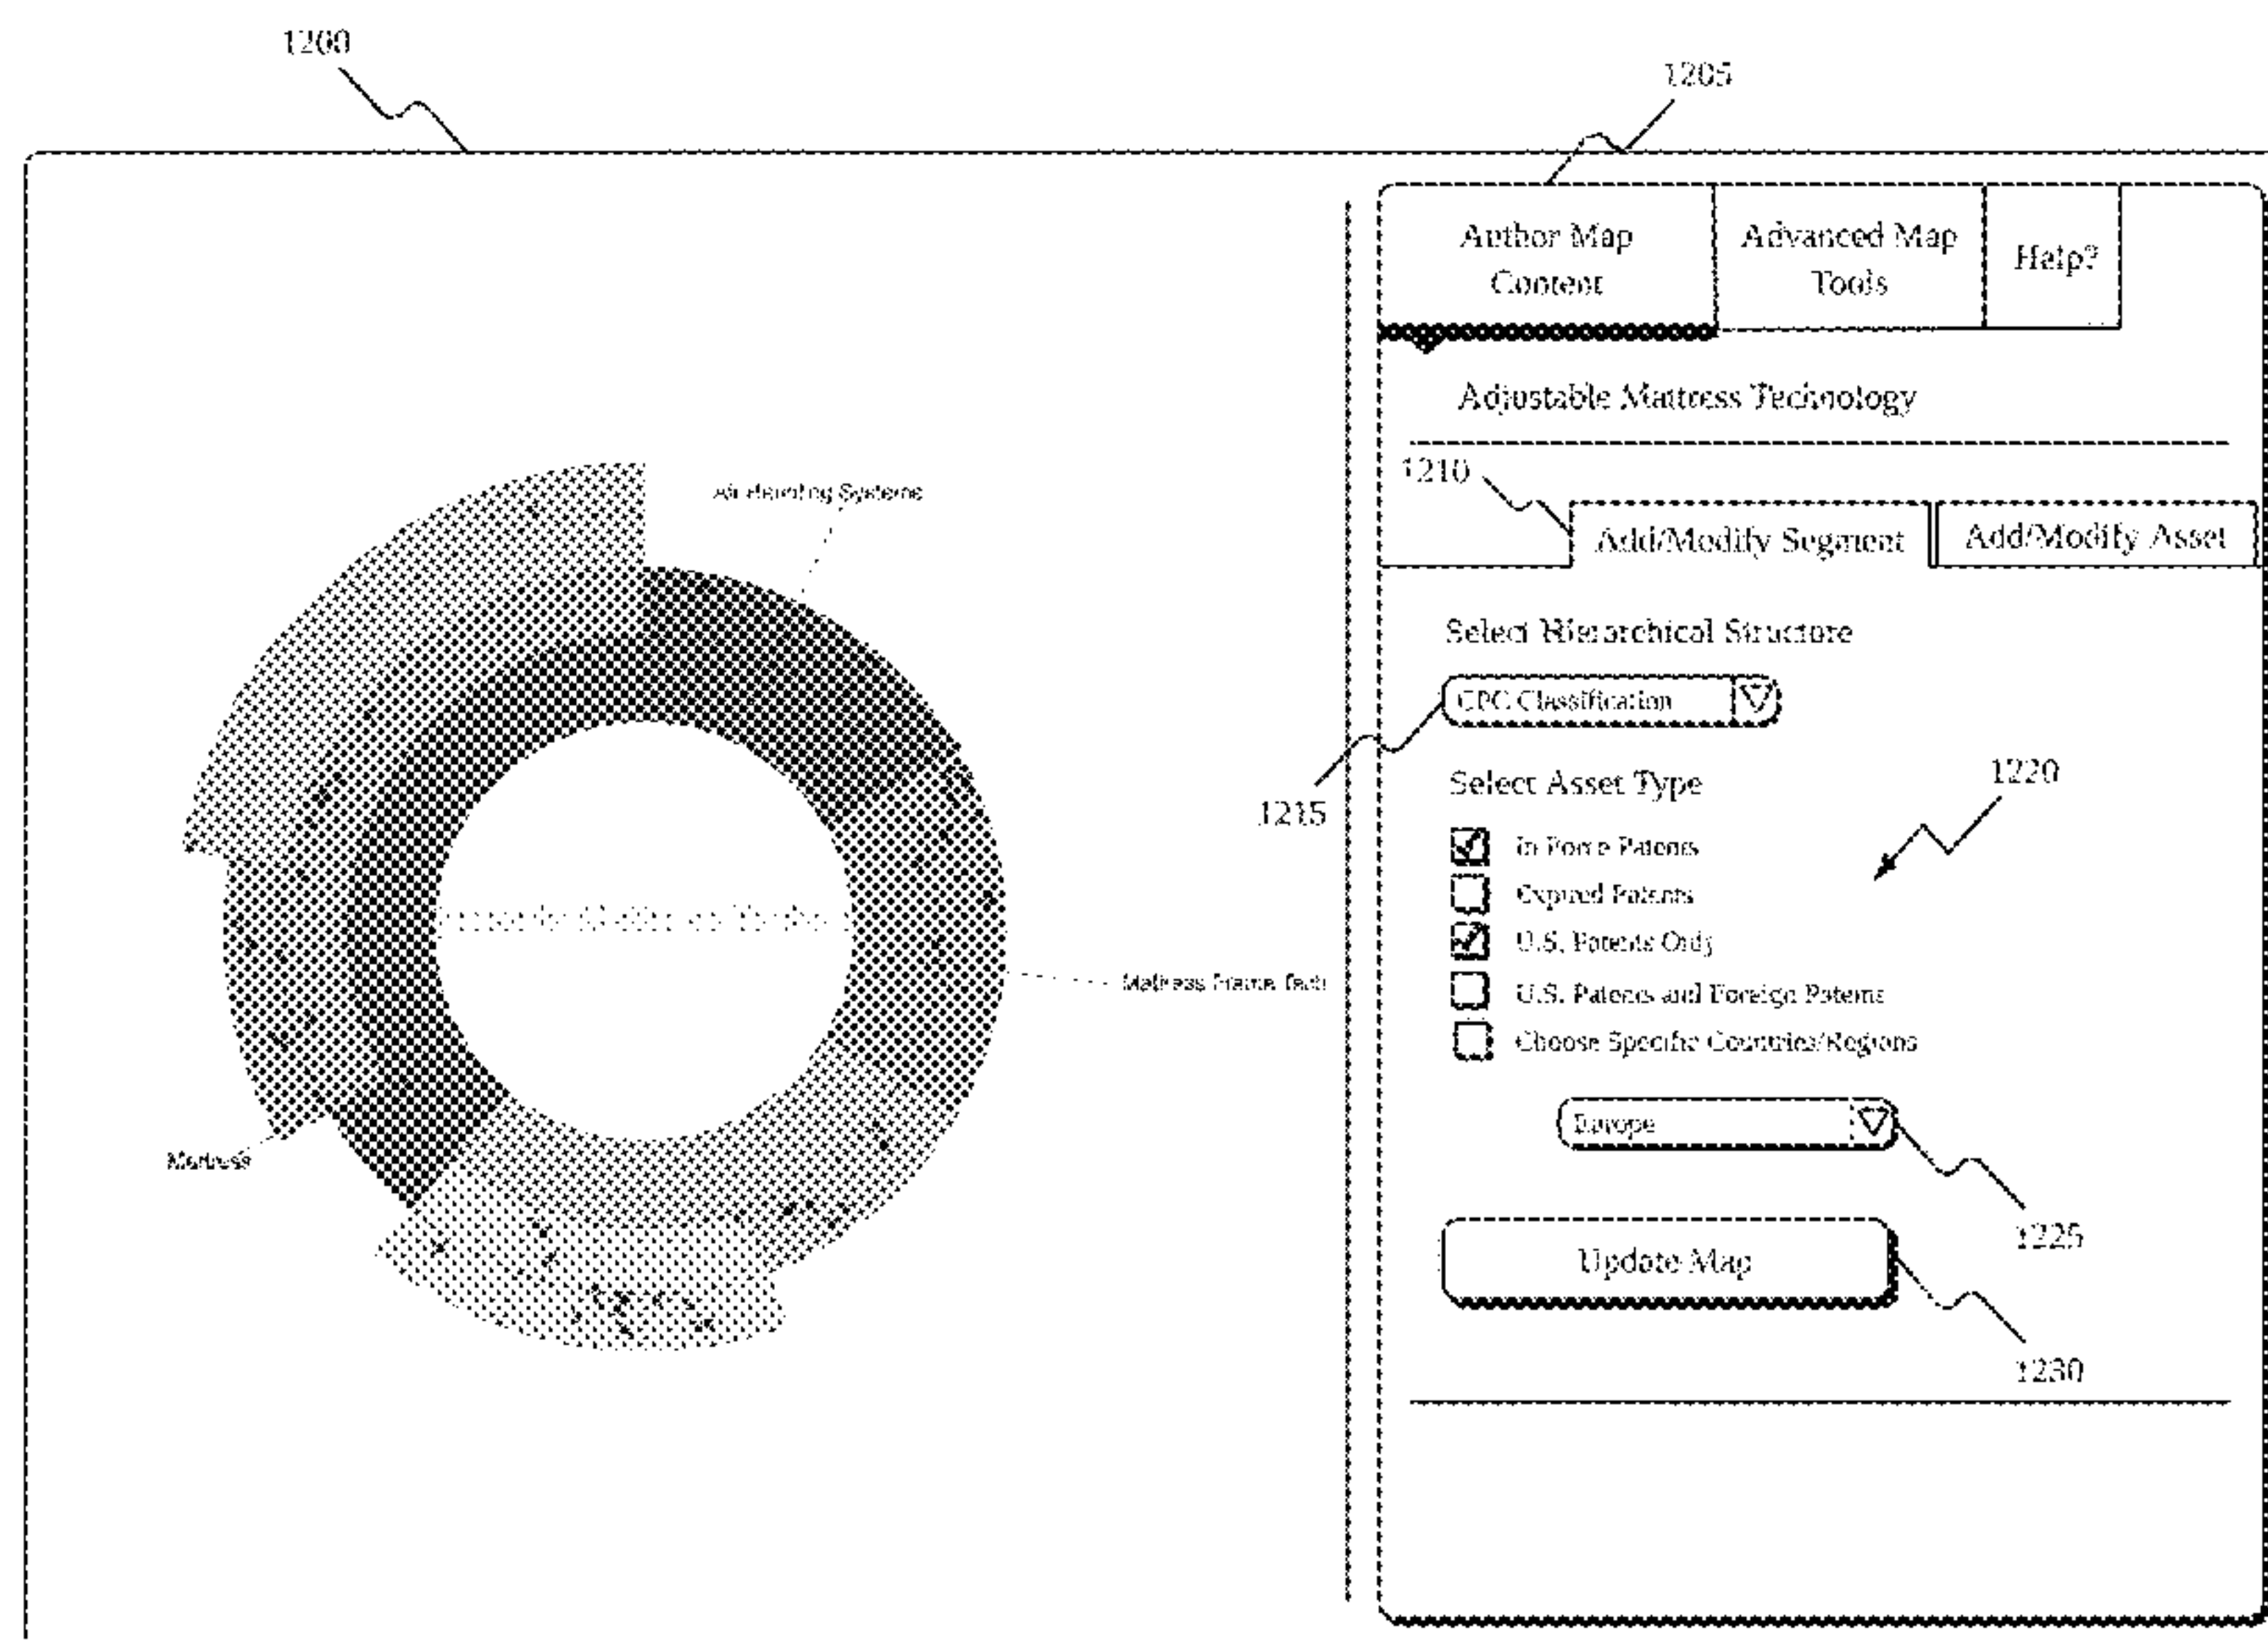 1200
1205
Author Map
Content
Advanced Map
Tools
Help?
Adjustable Mattress Technology
1210
Add/Modify Segment
Add/Modify Asset
Select Hierarchical Structure
CPC Classification
1215
Select Asset Type
1220
In Force Patents
Expired Patents
U.S. Patents Only
U.S. Patents and Foreign Patents
Choose Specific Countries/Regions
Europe
1225
Update Map
1230
Systems
Mattress Frame Tech
Mattress